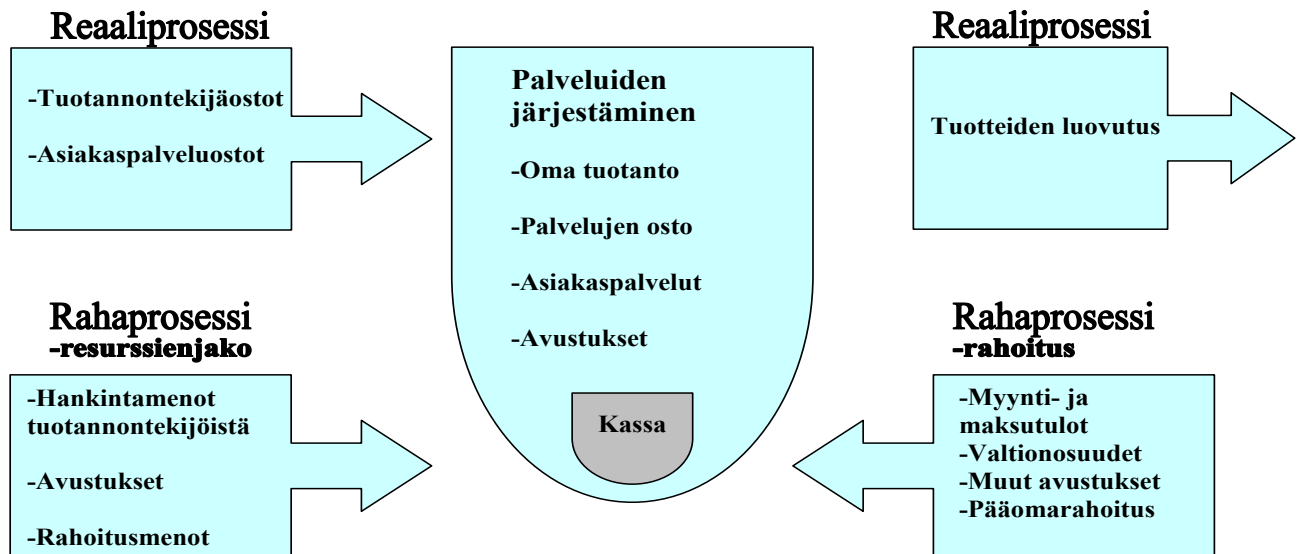 Reaaliprosessi
-Tuotannontekijäostot
-Asiakaspalveluostot
Palveluiden
järjestäminen
-Oma tuotanto
-Palvelujen osto
-Asiakaspalvelut
-Avustukset
Kassa
Reaaliprosessi
Tuotteiden luovutus
Rahaprosessi
-resurssienjako
-Hankintamenot
tuotannontekijöistä
-Avustukset
-Rahoitusmenot
Rahaprosessi
-rahoitus
-Myynti- ja
maksutulot
-Valtionosuudet
-Muut avustukset
-Pääomarahoitus